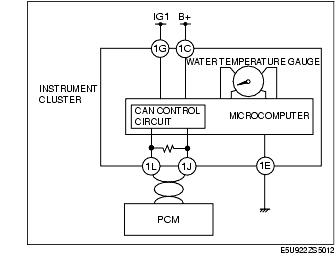 IG1 B+
1G 1C
WATER TEMPERATURE GAUGE
INSTRUMENT
CLUSTER
CAN CONTROL
CIRCUIT
MICROCOMPUTER
1L 1J 1E
PCM
E5U922ZS5012